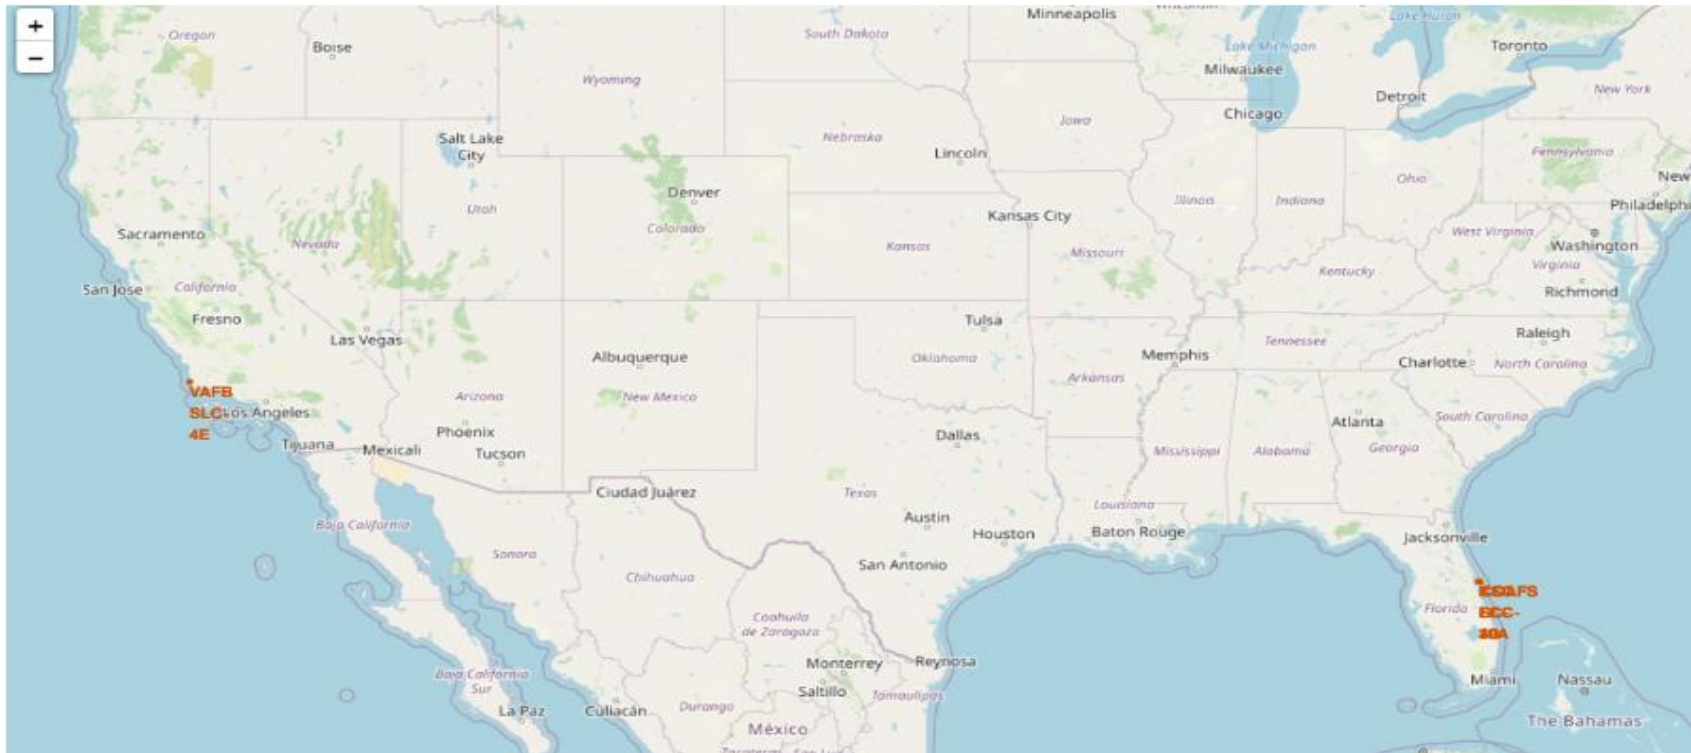 +
−
Minneapolis
Lake Huron
Oregon
Boise
South Dakota
Lake Michigan
Toronto
Milwaukee
Wyoming
Detroit
New York
Chicago
Iowa
Nebraska
Salt Lake
City
Lincoln
Pennsylvania
New
Ohio
Denver
Utah
Illinois
Indiana
Philadelphi
Kansas City
Colorado
Sacramento
Nevada
Kansas
Missouri
West Virginia
Washington
Virginia
Kentucky
San Jose
California
Richmond
Fresno
Tulsa
Las Vegas
Raleigh
Tennessee
Albuquerque
Oklahoma
Memphis
Charlotte
North Carolina
Arkansas
VAFB
SLC-
4E
Los Angeles
Arizona
New Mexico
South Carolina
Atlanta
Phoenix
Dallas
Tijuana
Mexicali
Tucson
Mississippi
Alabama
Georgia
Ciudad Juárez
Texas
Louisiana
Austin
Baja California
Houston
Baton Rouge
Jacksonville
Sonora
San Antonio
Chihuahua
Florida
Coahuila
de Zaragoza
Monterrey
Reynosa
Baja California
Sur
Saltillo
Tamaulipas
Miami
Nassau
La Paz
Culiacán
Durango
México
The Bahamas